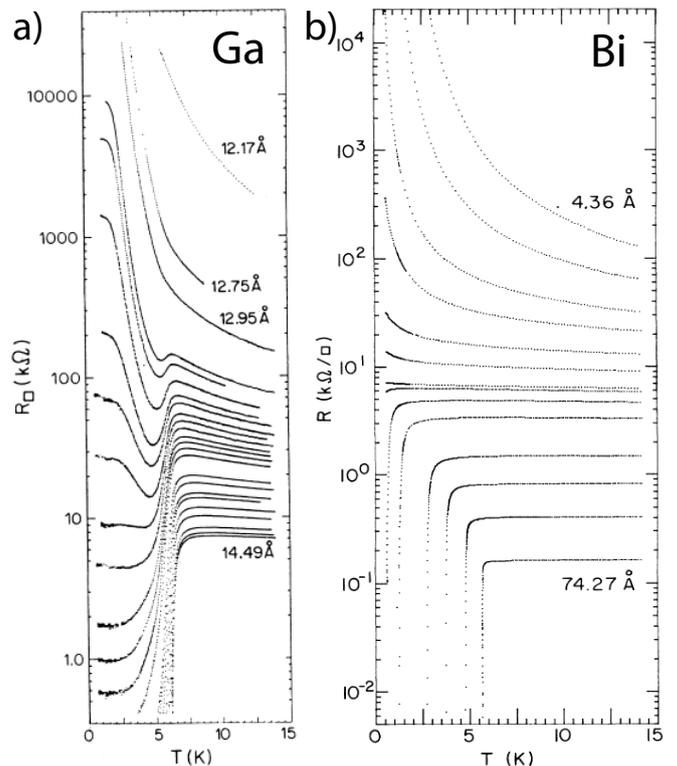 a)
Ga
10000
1000
100
10
1.0
R□ (kΩ)
12.17Å
12.75Å
12.95Å
14.49Å
0
5
10
15
T (K)
b)
Bi
10⁴
10³
10²
10¹
10⁰
10⁻¹
10⁻²
R (kΩ/□)
4.36 Å
74.27 Å
0
5
10
15
T (K)